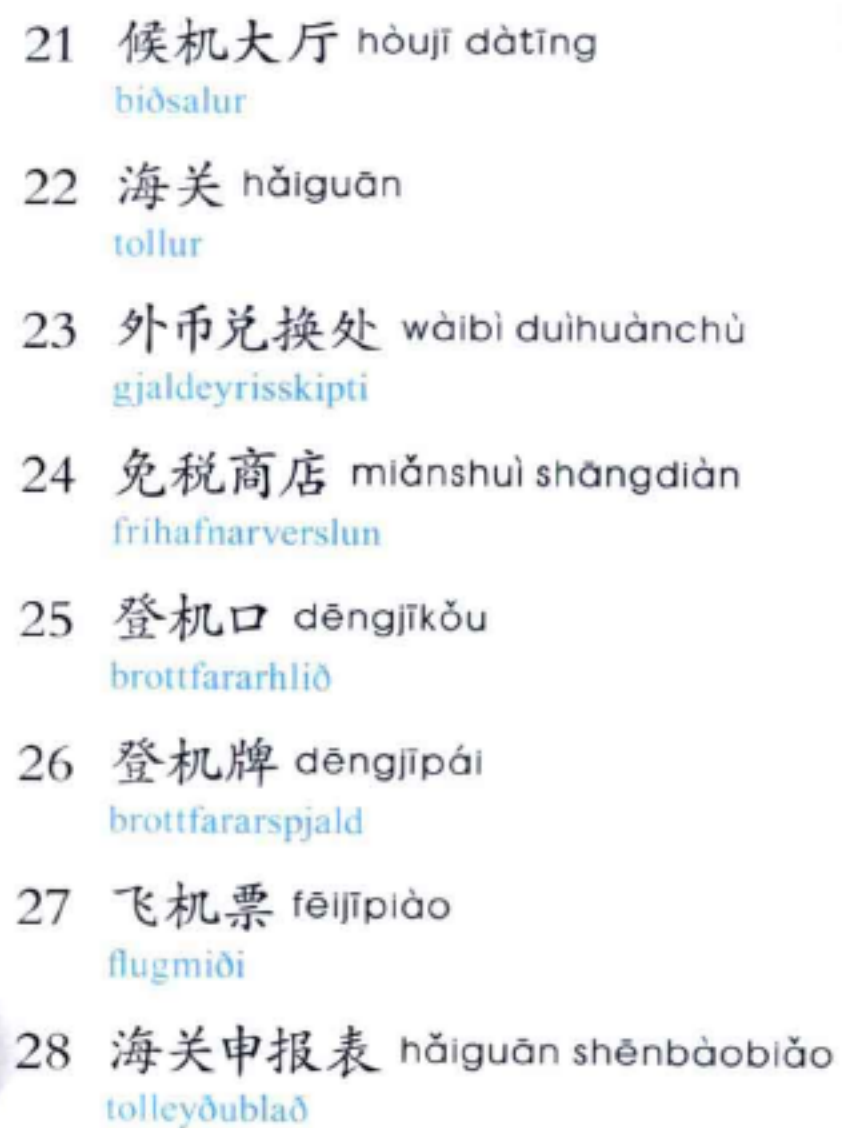 21 候机大厅 hòujī dàtīng
biðsalur
22 海关 hǎiguān
tollur
23 外币兑换处 wàibì duìhuànchù
gjaldeyrisskipti
24 免税商店 miǎnshuì shāngdiàn
fríhafnarverslun
25 登机口 dēngjīkǒu
brottfararhlið
26 登机牌 dēngjīpái
brottfararspjald
27 飞机票 fēijīpiào
flugmiði
28 海关申报表 hǎiguān shēnbàobiǎo
tolleyðublað